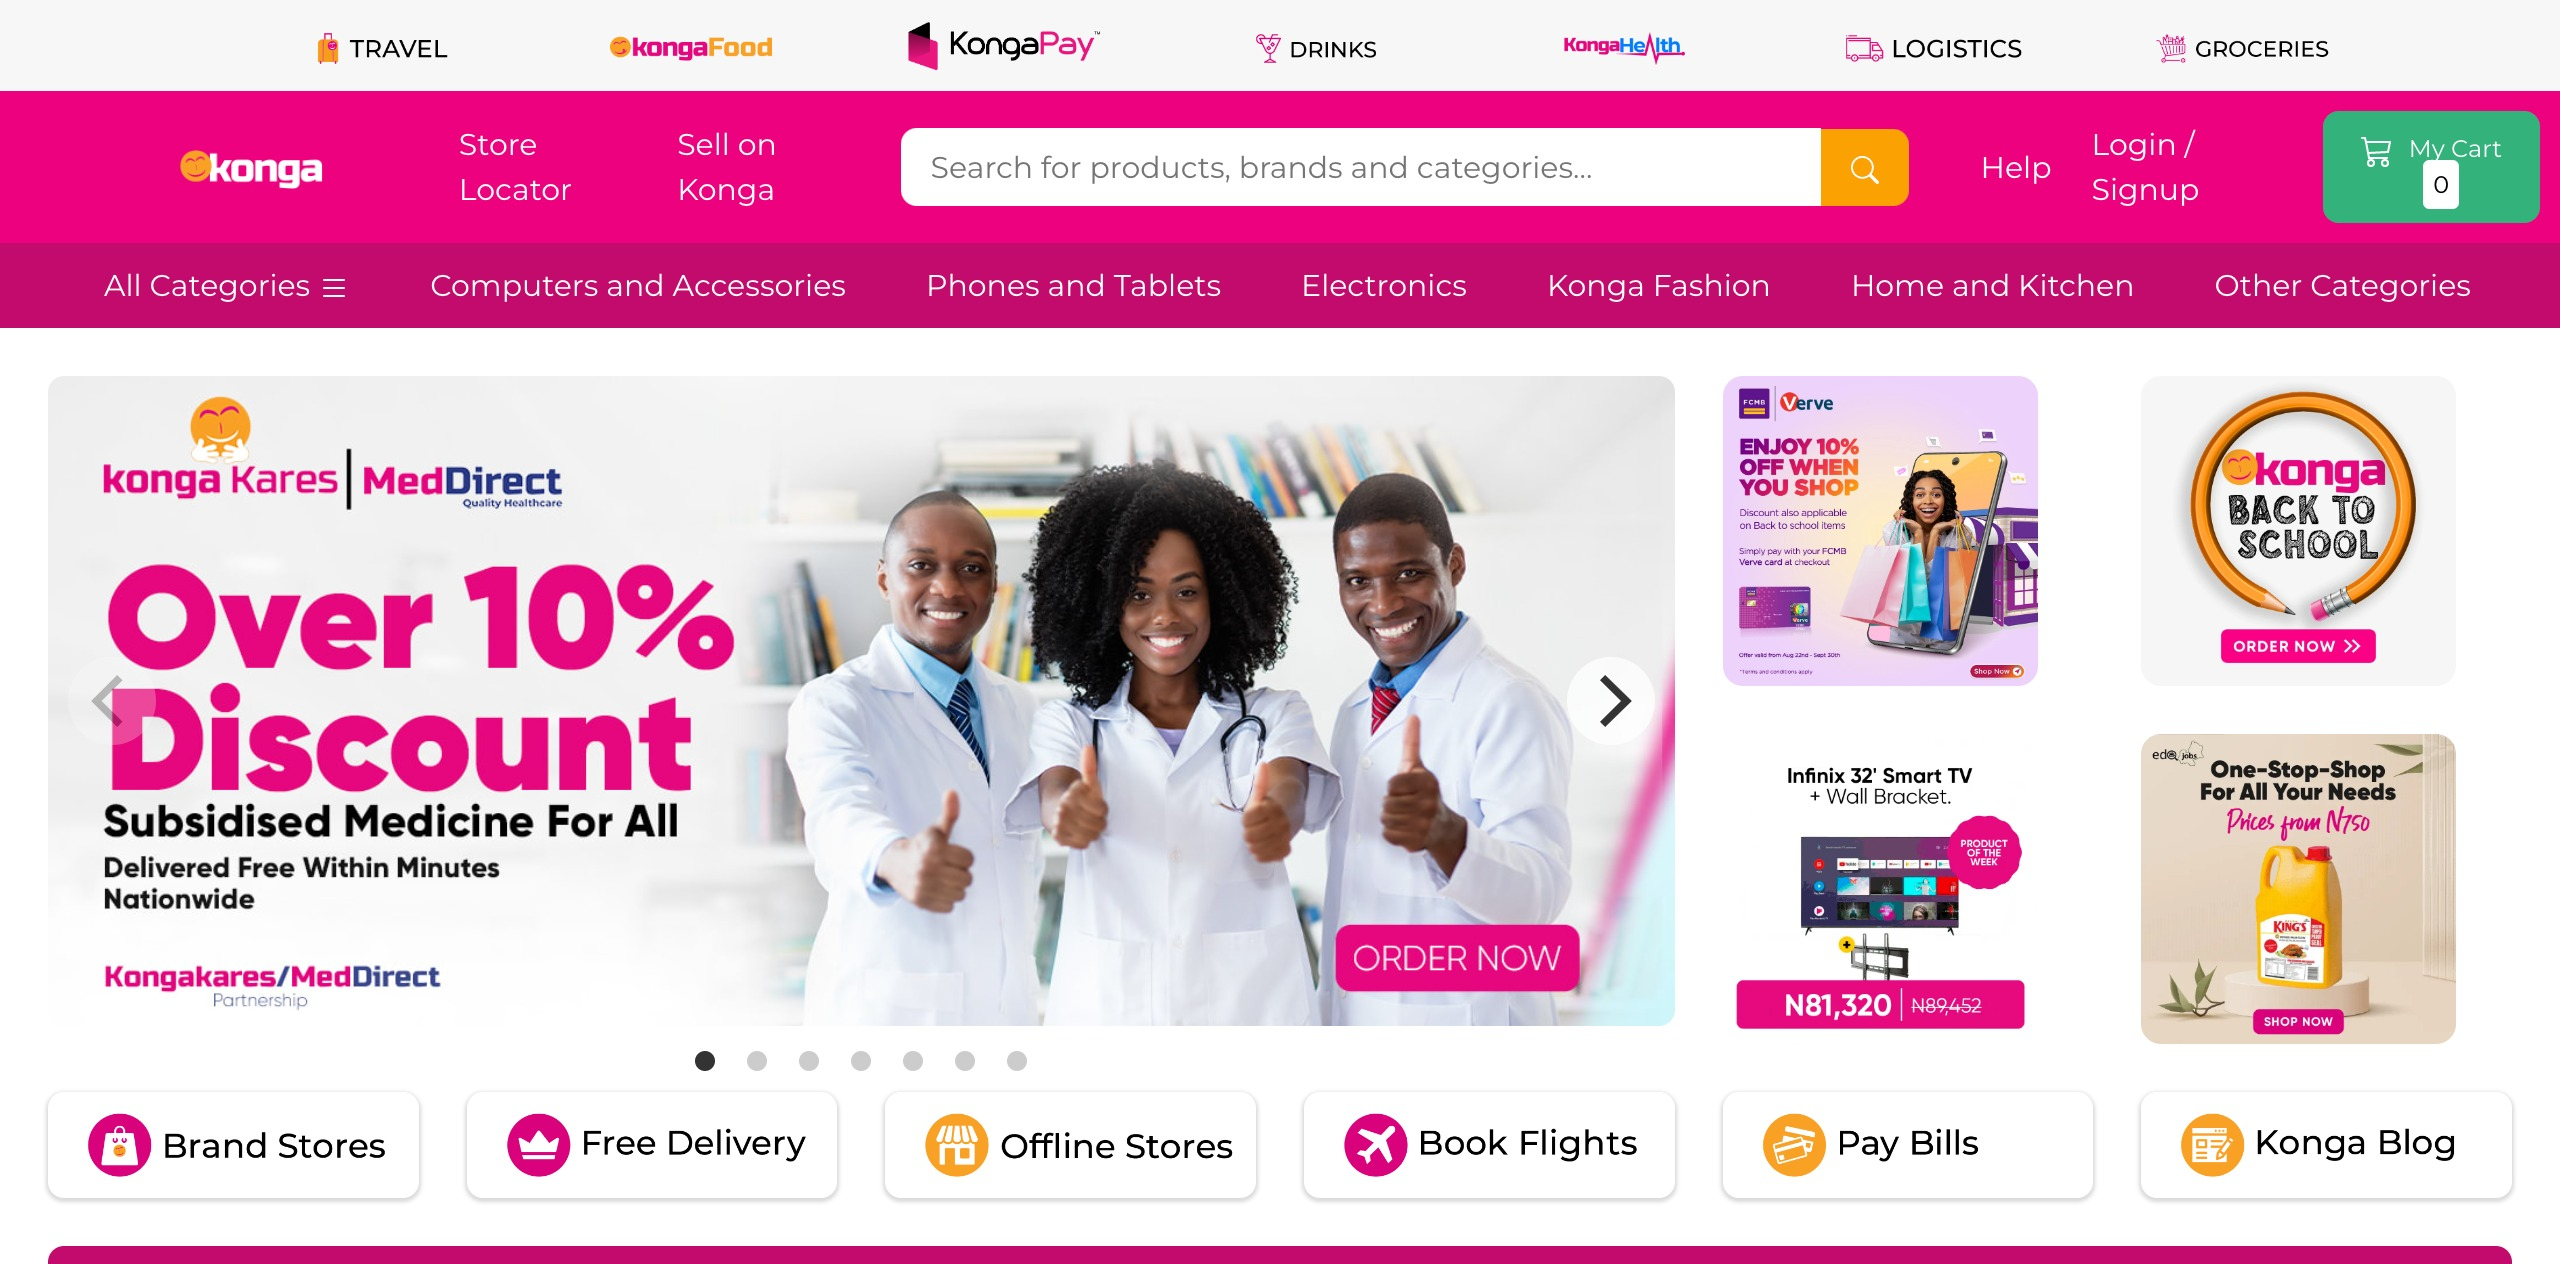 TRAVEL
kongaFood
KongaPay™
DRINKS
KongaHealth
LOGISTICS
GROCERIES
konga
Store
Locator
Sell on
Konga
Search for products, brands and categories...
Help
Login /
Signup
My Cart
0
All Categories
Computers and Accessories
Phones and Tablets
Electronics
Konga Fashion
Home and Kitchen
Other Categories
konga Kares | MedDirect
Quality Healthcare
Over 10%
Discount
Subsidised Medicine For All
Delivered Free Within Minutes
Nationwide
Kongakares/MedDirect
Partnership
ORDER NOW
FCMB
Verve
ENJOY 10%
OFF WHEN
YOU SHOP
Discount also applicable
on Back to school items
Simply pay with your FCMB
Verve card at checkout
Offer valid from Aug 22nd - Sept 30th
*Terms and conditions apply
Shop Now
konga
BACK TO
SCHOOL
ORDER NOW
Infinix 32' Smart TV
+ Wall Bracket.
PRODUCT
OF THE
WEEK
N81,320 | N89,452
edo jobs
One-Stop-Shop
For All Your Needs
Prices from N750
KING'S
SHOP NOW
Brand Stores
Free Delivery
Offline Stores
Book Flights
Pay Bills
Konga Blog